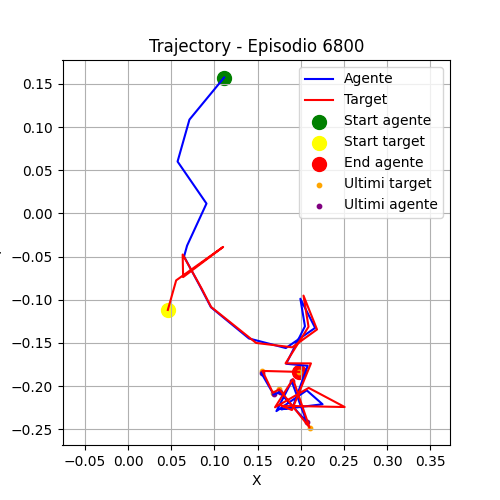 Trajectory - Episodio 6800
Agente
Target
Start agente
Start target
End agente
Ultimi target
Ultimi agente
0.15
0.10
0.05
0.00
−0.05
−0.10
−0.15
−0.20
−0.25
−0.05 0.00 0.05 0.10 0.15 0.20 0.25 0.30 0.35
X